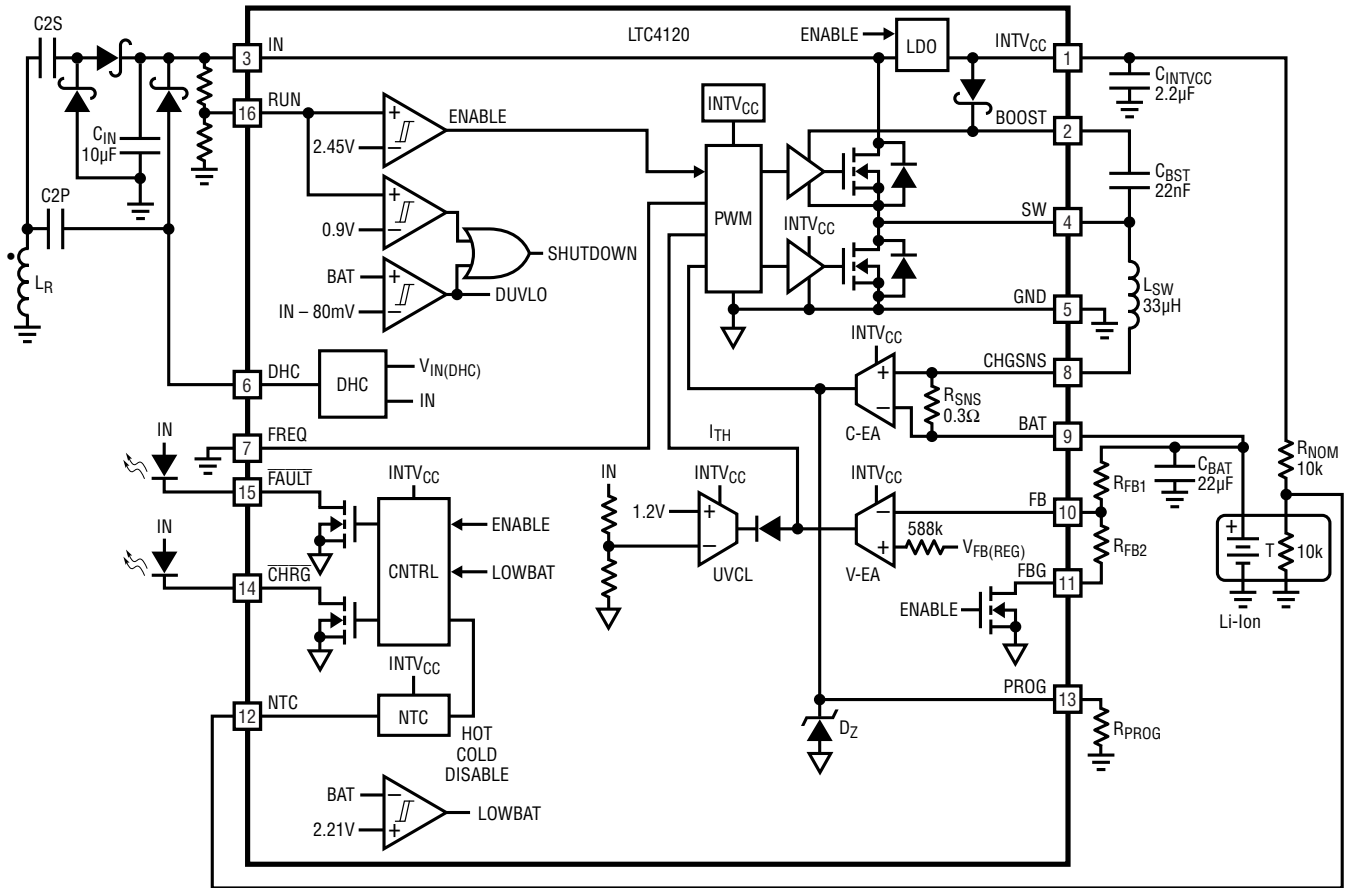 C2S
LTC4120
ENABLE
LDO
IN
3
INTVCC
1
CINTVCC
2.2µF
RUN
16
INTVCC
BOOST
2
CIN
10µF
+
–
2.45V
ENABLE
CBST
22nF
C2P
+
–
0.9V
PWM
INTVCC
SW
4
SHUTDOWN
BAT
+
IN – 80mV
–
DUVLO
LR
GND
5
LSW
33µH
INTVCC
CHGSNS
8
DHC
6
DHC
VIN(DHC)
IN
+
–
C-EA
RSNS
0.3Ω
BAT
9
IN
FREQ
7
ITH
RNOM
10k
FAULT
15
INTVCC
IN
INTVCC
INTVCC
RFB1
CBAT
22µF
1.2V
+
–
UVCL
–
+
V-EA
588k
VFB(REG)
FB
10
ENABLE
CNTRL
LOWBAT
IN
CHRG
14
RFB2
+
T
10k
Li-Ion
FBG
11
ENABLE
INTVCC
NTC
12
NTC
HOT
COLD
DISABLE
PROG
13
DZ
RPROG
BAT
–
2.21V
+
LOWBAT